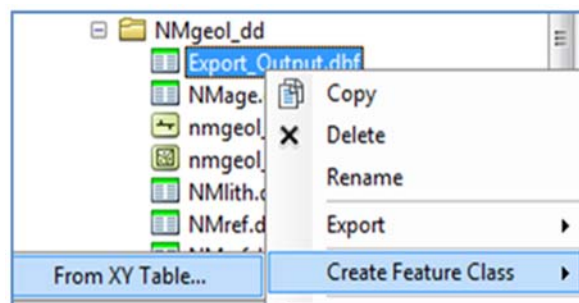 NMgeol_dd
Export_Output.dbf
NMage.
Copy
nmgeol_
Delete
nmgeol_
Rename
NMlith.
NMref.d
Export
From XY Table...
Create Feature Class